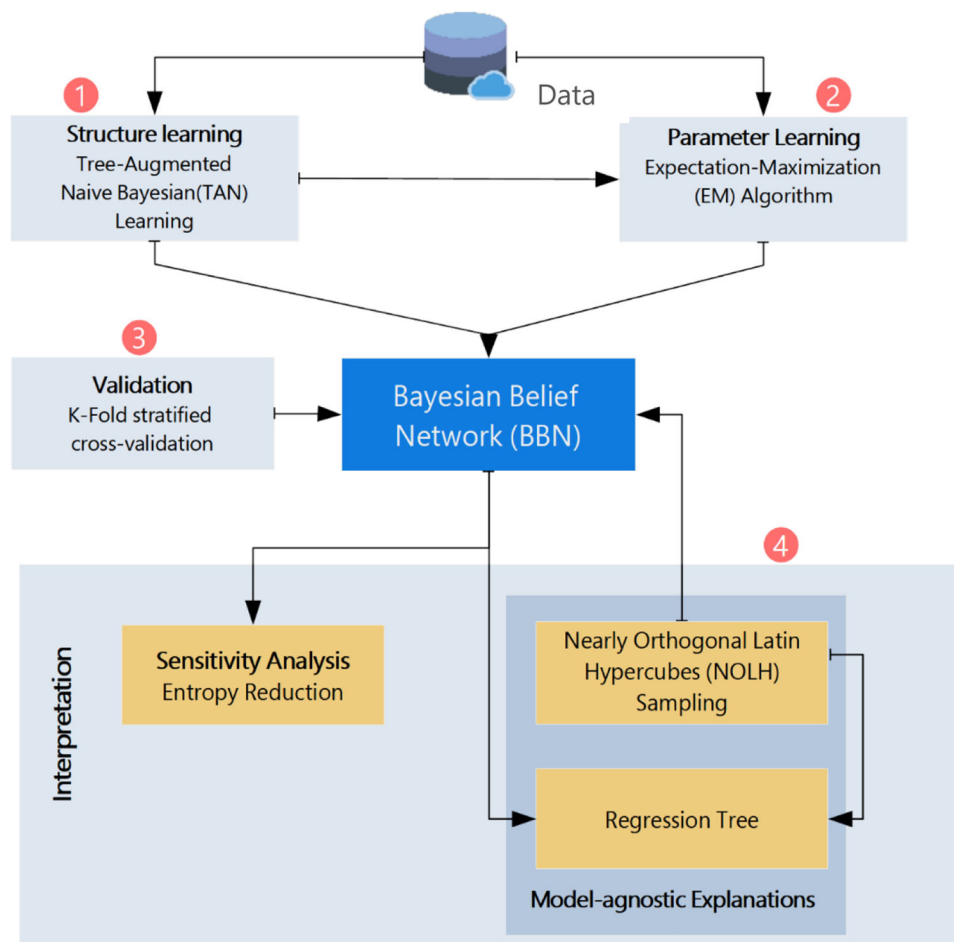 Data
1
Structure learning
Tree-Augmented
Naive Bayesian(TAN)
Learning
2
Parameter Learning
Expectation-Maximization
(EM) Algorithm
3
Validation
K-Fold stratified
cross-validation
Bayesian Belief
Network (BBN)
4
Interpretation
Sensitivity Analysis
Entropy Reduction
Nearly Orthogonal Latin
Hypercubes (NOLH)
Sampling
Regression Tree
Model-agnostic Explanations